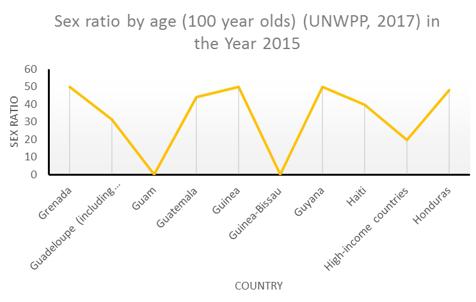 Sex ratio by age (100 year olds) (UNWPP, 2017) in
the Year 2015
60
50
40
30
20
10
0
SEX RATIO
Grenada
Guadeloupe (including...
Guam
Guatemala
Guinea
Guinea-Bissau
Guyana
Haiti
High-income countries
Honduras
COUNTRY